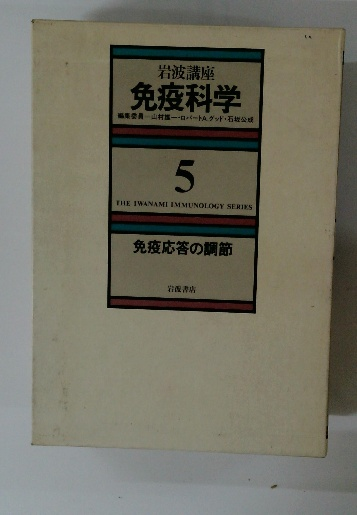 岩波講座
免疫科学
編集委員―山村雄一・ロバートA.グッド・石坂公成
5
THE IWANAMI IMMUNOLOGY SERIES
免疫応答の調節
岩波書店